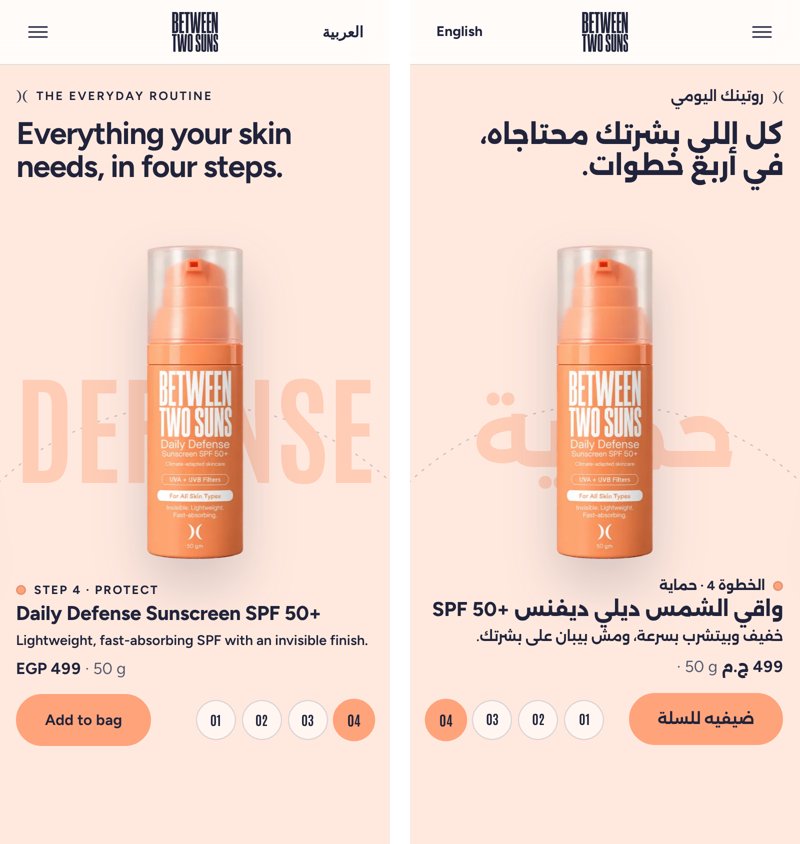 BETWEEN
TWO SUNS
العربية
THE EVERYDAY ROUTINE
Everything your skin
needs, in four steps.
DEFENSE
BETWEEN
TWO SUNS
Daily Defense
Sunscreen SPF 50+
Climate-adapted skincare
UVA + UVB Filters
For All Skin Types
Invisible, Lightweight,
Fast-absorbing.
50 gm
STEP 4 · PROTECT
Daily Defense Sunscreen SPF 50+
Lightweight, fast-absorbing SPF with an invisible finish.
EGP 499 · 50 g
Add to bag
01 02 03 04
English
BETWEEN
TWO SUNS
روتينك اليومي
كل اللي بشرتك محتاجاه،
في أربع خطوات.
حماية
BETWEEN
TWO SUNS
Daily Defense
Sunscreen SPF 50+
Climate-adapted skincare
UVA + UVB Filters
For All Skin Types
Invisible, Lightweight,
Fast-absorbing.
50 gm
الخطوة 4 · حماية
واقي الشمس ديلي ديفنس SPF 50+
خفيف وبيتشرب بسرعة، ومش بيبان على بشرتك.
499 ج.م 50 g ·
ضيفيه للسلة
01 02 03 04